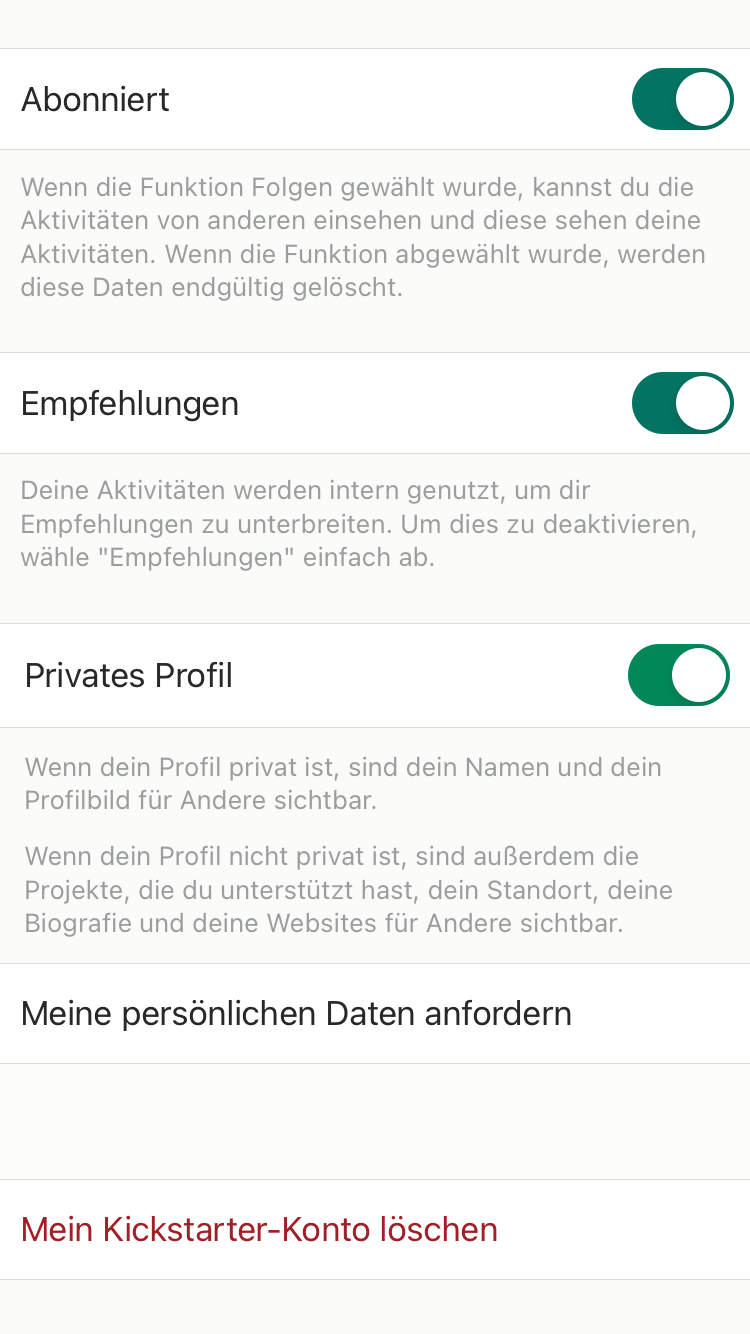 Abonniert
Wenn die Funktion Folgen gewählt wurde, kannst du die
Aktivitäten von anderen einsehen und diese sehen deine
Aktivitäten. Wenn die Funktion abgewählt wurde, werden
diese Daten endgültig gelöscht.
Empfehlungen
Deine Aktivitäten werden intern genutzt, um dir
Empfehlungen zu unterbreiten. Um dies zu deaktivieren,
wähle "Empfehlungen" einfach ab.
Privates Profil
Wenn dein Profil privat ist, sind dein Namen und dein
Profilbild für Andere sichtbar.
Wenn dein Profil nicht privat ist, sind außerdem die
Projekte, die du unterstützt hast, dein Standort, deine
Biografie und deine Websites für Andere sichtbar.
Meine persönlichen Daten anfordern
Mein Kickstarter-Konto löschen